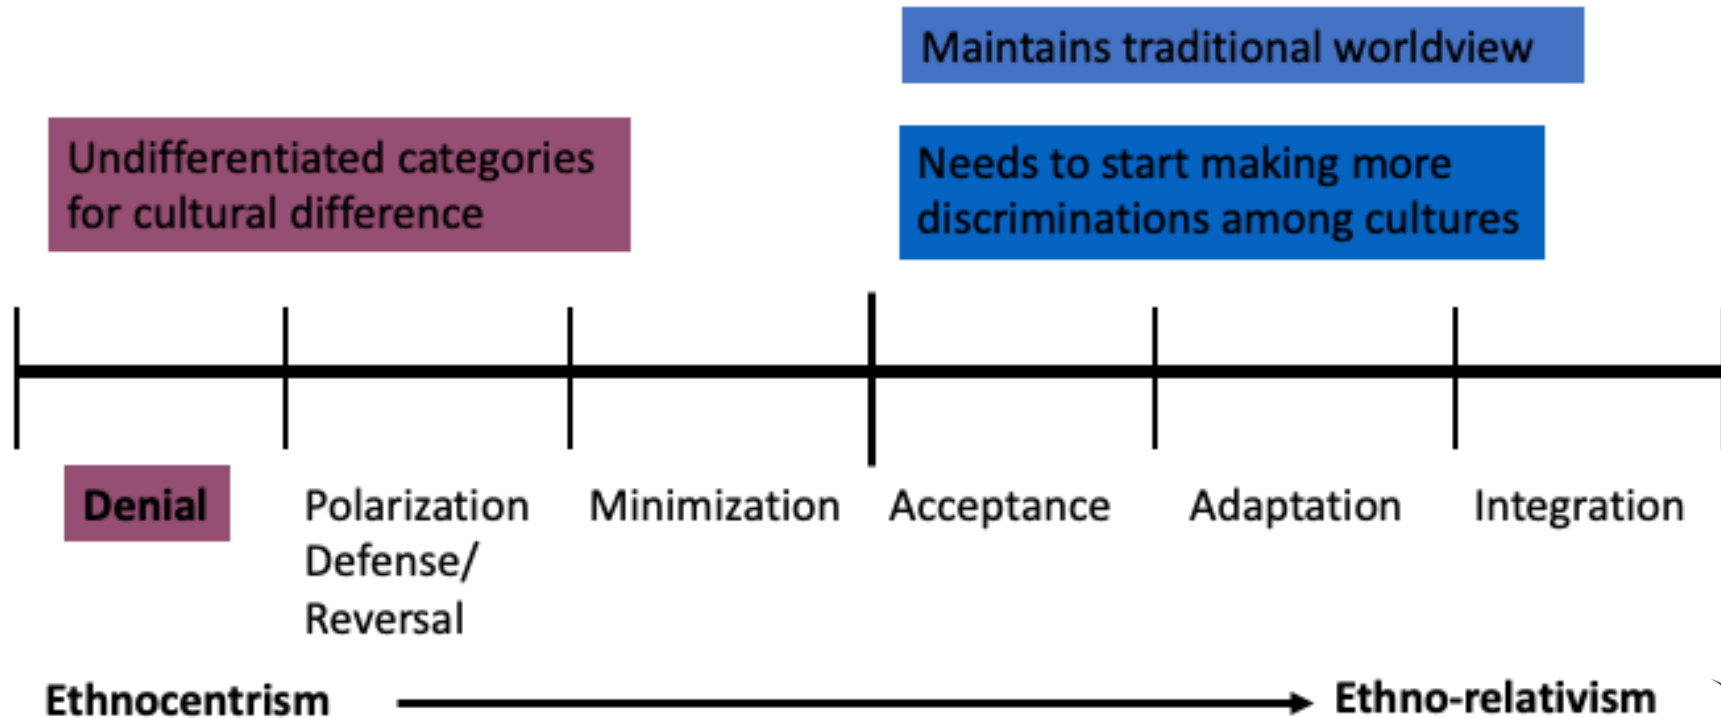 Maintains traditional worldview
Undifferentiated categories
for cultural difference
Needs to start making more
discriminations among cultures
Denial
Polarization
Defense/
Reversal
Minimization
Acceptance
Adaptation
Integration
Ethnocentrism
Ethno-relativism